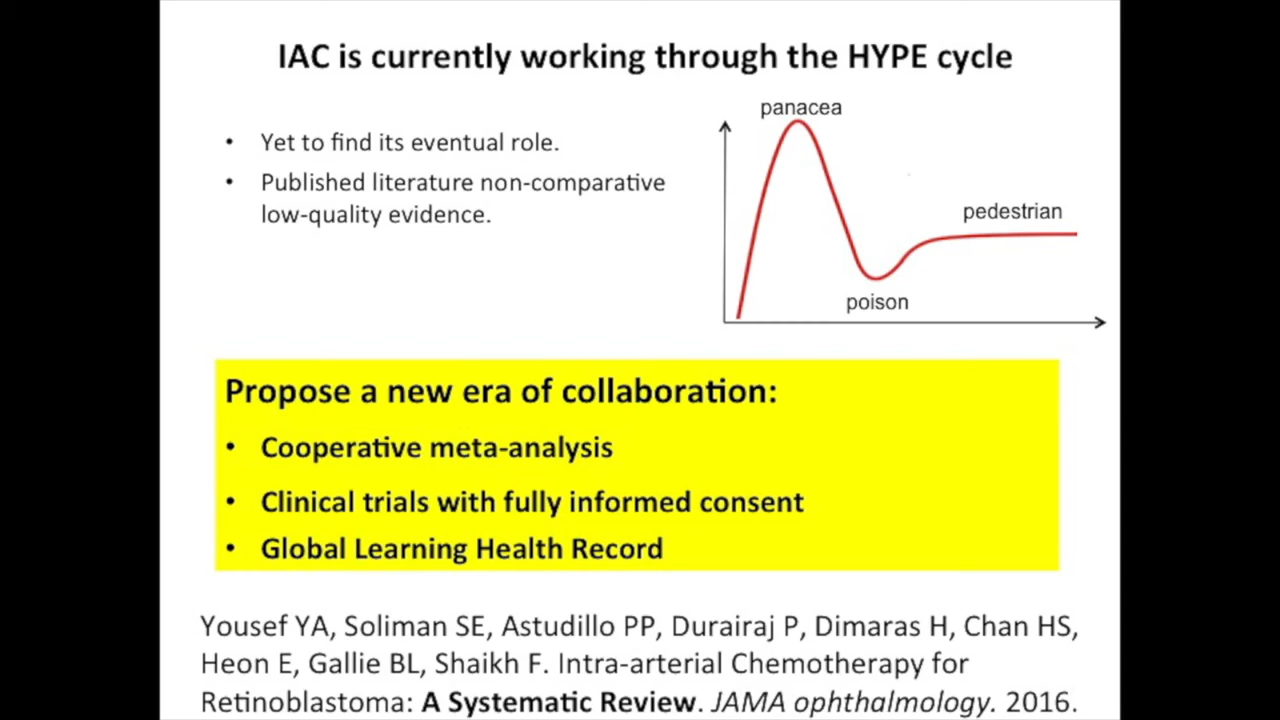 IAC is currently working through the HYPE cycle
• Yet to find its eventual role.
• Published literature non-comparative
low-quality evidence.
panacea
pedestrian
poison
Propose a new era of collaboration:
• Cooperative meta-analysis
• Clinical trials with fully informed consent
• Global Learning Health Record
Yousef YA, Soliman SE, Astudillo PP, Durairaj P, Dimaras H, Chan HS,
Heon E, Gallie BL, Shaikh F. Intra-arterial Chemotherapy for
Retinoblastoma: A Systematic Review. JAMA ophthalmology. 2016.